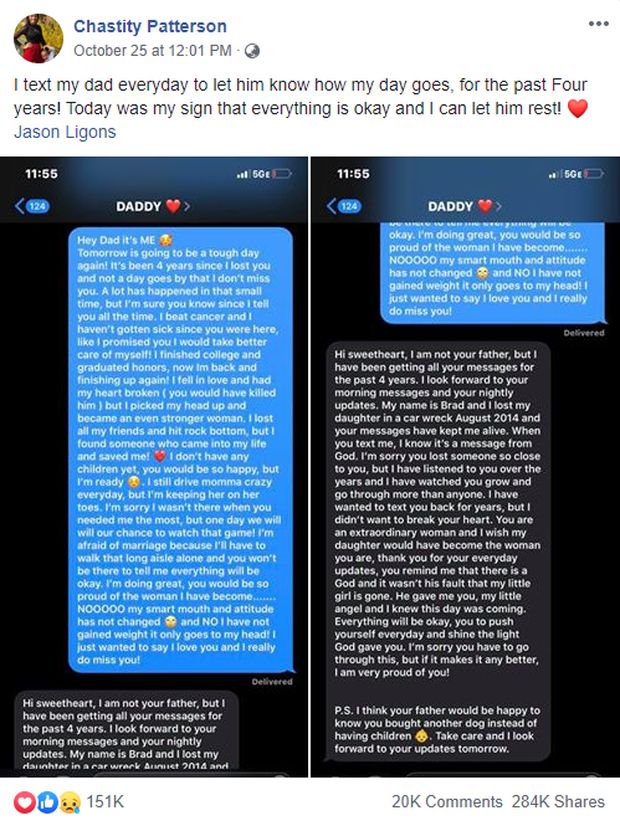 Chastity Patterson
October 25 at 12:01 PM ·
I text my dad everyday to let him know how my day goes, for the past Four
years! Today was my sign that everything is okay and I can let him rest! ❤️
Jason Ligons
11:55
5GE
124
DADDY ❤️ >
Hey Dad it's ME 🥰
Tomorrow is going to be a tough day
again! It's been 4 years since I lost you
and not a day goes by that I don't miss
you. A lot has happened in that small
time, but I'm sure you know since I tell
you all the time. I beat cancer and I
haven't gotten sick since you were here,
like I promised you I would take better
care of myself! I finished college and
graduated honors, now Im back and
finishing up again! I fell in love and had
my heart broken ( you would have killed
him ) but I picked my head up and
became an even stronger woman. I lost
all my friends and hit rock bottom, but I
found someone who came into my life
and saved me! ❤️ I don't have any
children yet, you would be so happy, but
I'm ready 😥. I still drive momma crazy
everyday, but I'm keeping her on her
toes. I'm sorry I wasn't there when you
needed me the most, but one day we will
will our chance to watch that game! I'm
afraid of marriage because I'll have to
walk that long aisle alone and you won't
be there to tell me everything will be
okay. I'm doing great, you would be so
proud of the woman I have become.......
NOOOOO my smart mouth and attitude
has not changed 🙄 and NO I have not
gained weight it only goes to my head! I
just wanted to say I love you and I really
do miss you!
Delivered
Hi sweetheart, I am not your father, but I
have been getting all your messages for
the past 4 years. I look forward to your
morning messages and your nightly
updates. My name is Brad and I lost my
daughter in a car wreck August 2014 and
11:55
5GE
124
DADDY ❤️ >
be there to tell me everything will be
okay. I'm doing great, you would be so
proud of the woman I have become.......
NOOOOO my smart mouth and attitude
has not changed 🙄 and NO I have not
gained weight it only goes to my head! I
just wanted to say I love you and I really
do miss you!
Delivered
Hi sweetheart, I am not your father, but I
have been getting all your messages for
the past 4 years. I look forward to your
morning messages and your nightly
updates. My name is Brad and I lost my
daughter in a car wreck August 2014 and
your messages have kept me alive. When
you text me, I know it's a message from
God. I'm sorry you lost someone so close
to you, but I have listened to you over the
years and I have watched you grow and
go through more than anyone. I have
wanted to text you back for years, but I
didn't want to break your heart. You are
an extraordinary woman and I wish my
daughter would have become the woman
you are, thank you for your everyday
updates, you remind me that there is a
God and it wasn't his fault that my little
girl is gone. He gave me you, my little
angel and I knew this day was coming.
Everything will be okay, you to push
yourself everyday and shine the light
God gave you. I'm sorry you have to go
through this, but if it makes it any better,
I am very proud of you!
P.S. I think your father would be happy to
know you bought another dog instead of
having children 👶. Take care and I look
forward to your updates tomorrow.
151K
20K Comments 284K Shares